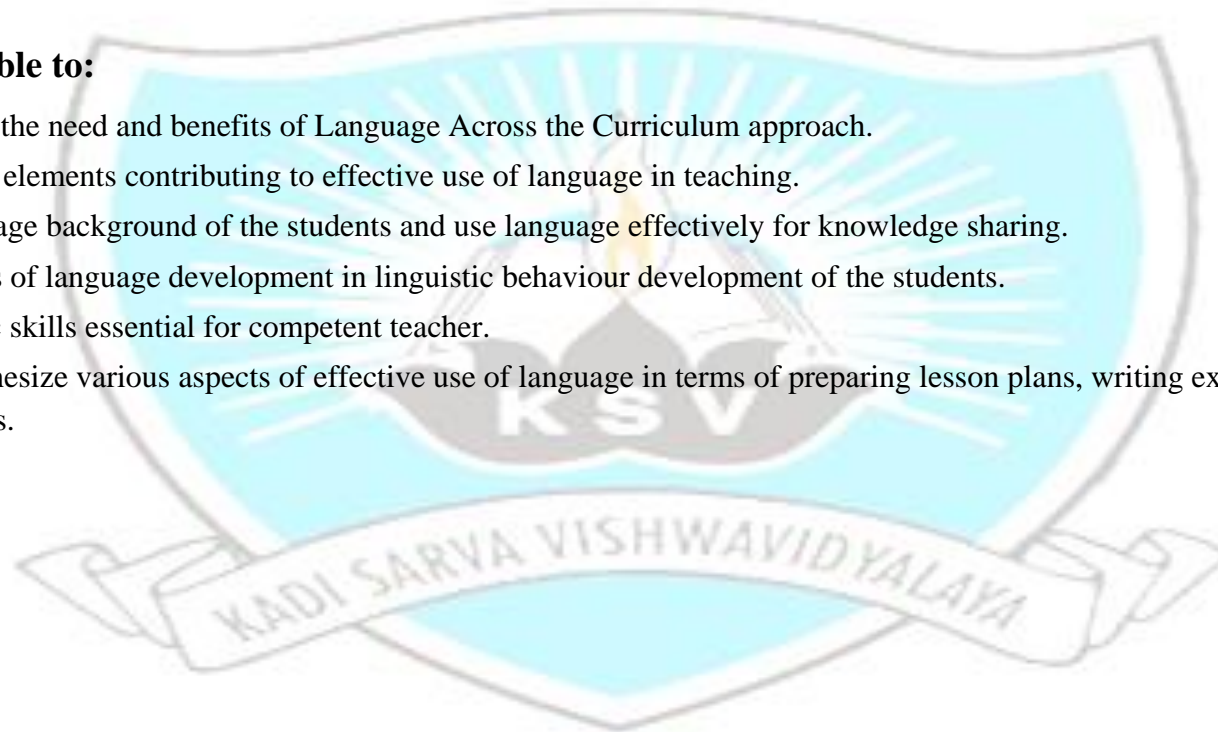 ble to:
the need and benefits of Language Across the Curriculum approach.
elements contributing to effective use of language in teaching.
age background of the students and use language effectively for knowledge sharing.
s of language development in linguistic behaviour development of the students.
skills essential for competent teacher.
nesize various aspects of effective use of language in terms of preparing lesson plans, writing ex
s.
KSV
KADI SARVA VISHWAVIDYALAYA